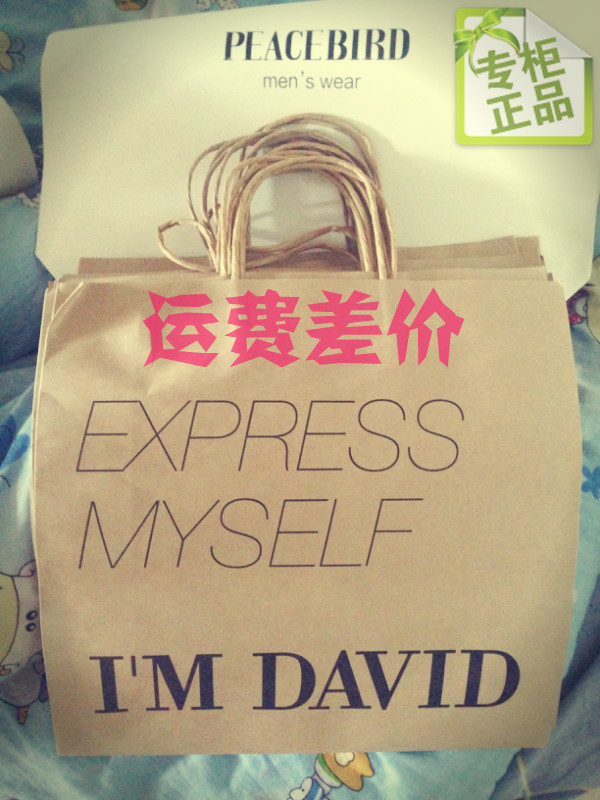 PEACEBIRD
men's wear
专柜
正品
运费差价
EXPRESS
MYSELF
I'M DAVID